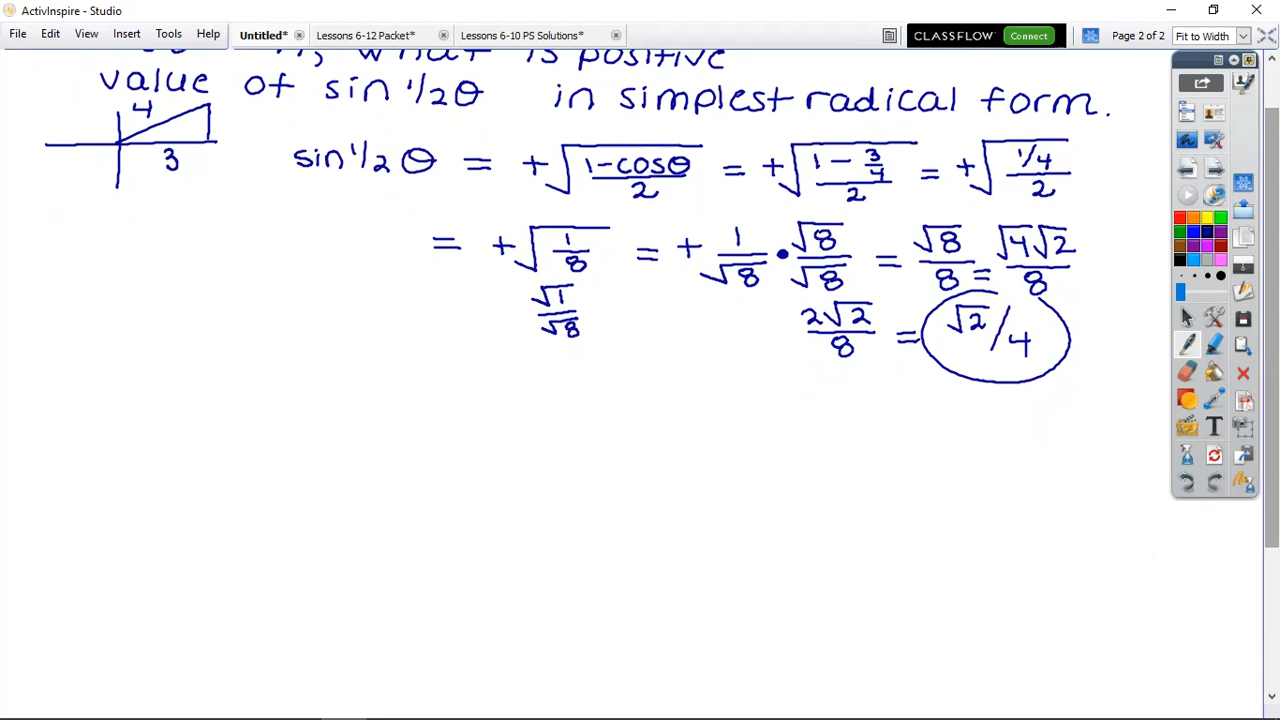 ActivInspire - Studio
File Edit View Insert Tools Help
Untitled* Lessons 6-12 Packet* Lessons 6-10 PS Solutions*
CLASSFLOW Connect
Page 2 of 2 Fit to Width
what is positive
value of sin 1/2θ in simplest radical form.
4
3
sin 1/2 θ = +√((1-cosθ)/2) = +√((1 - 3/4)/2) = +√((1/4)/2)
= +√(1/8) = + 1/√8 • √8/√8 = √8/8 = √4√2/8
√1/√8
2√2/8 = √2/4